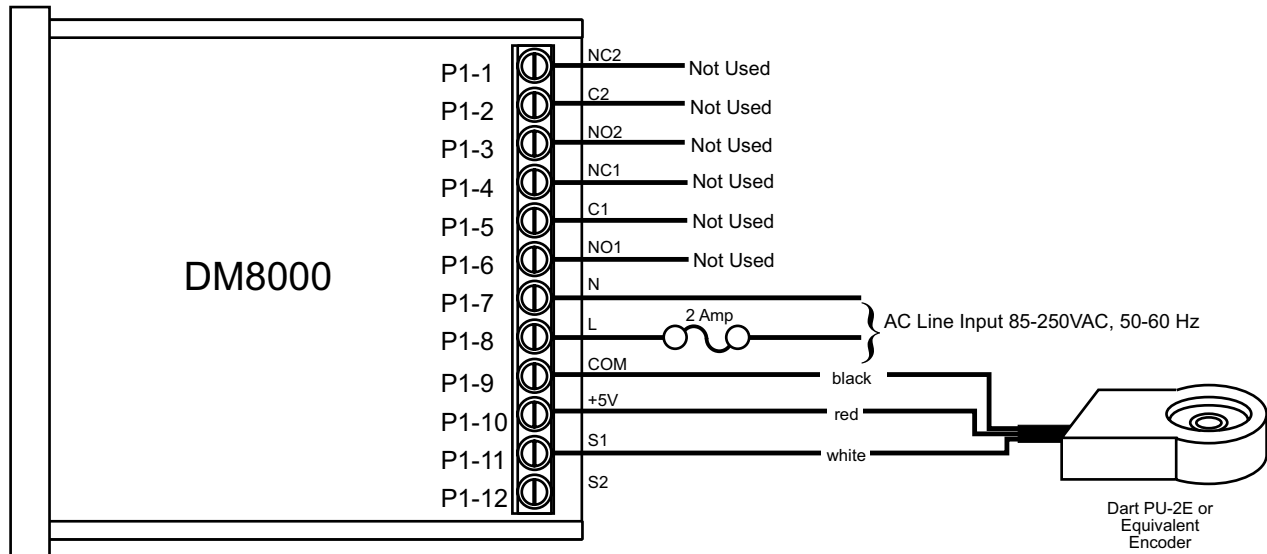 P1-1 NC2 Not Used
P1-2 C2 Not Used
P1-3 NO2 Not Used
P1-4 NC1 Not Used
P1-5 C1 Not Used
P1-6 NO1 Not Used
DM8000
P1-7 N
P1-8 L 2 Amp AC Line Input 85-250VAC, 50-60 Hz
P1-9 COM black
P1-10 +5V red
P1-11 S1 white
P1-12 S2
Dart PU-2E or
Equivalent
Encoder